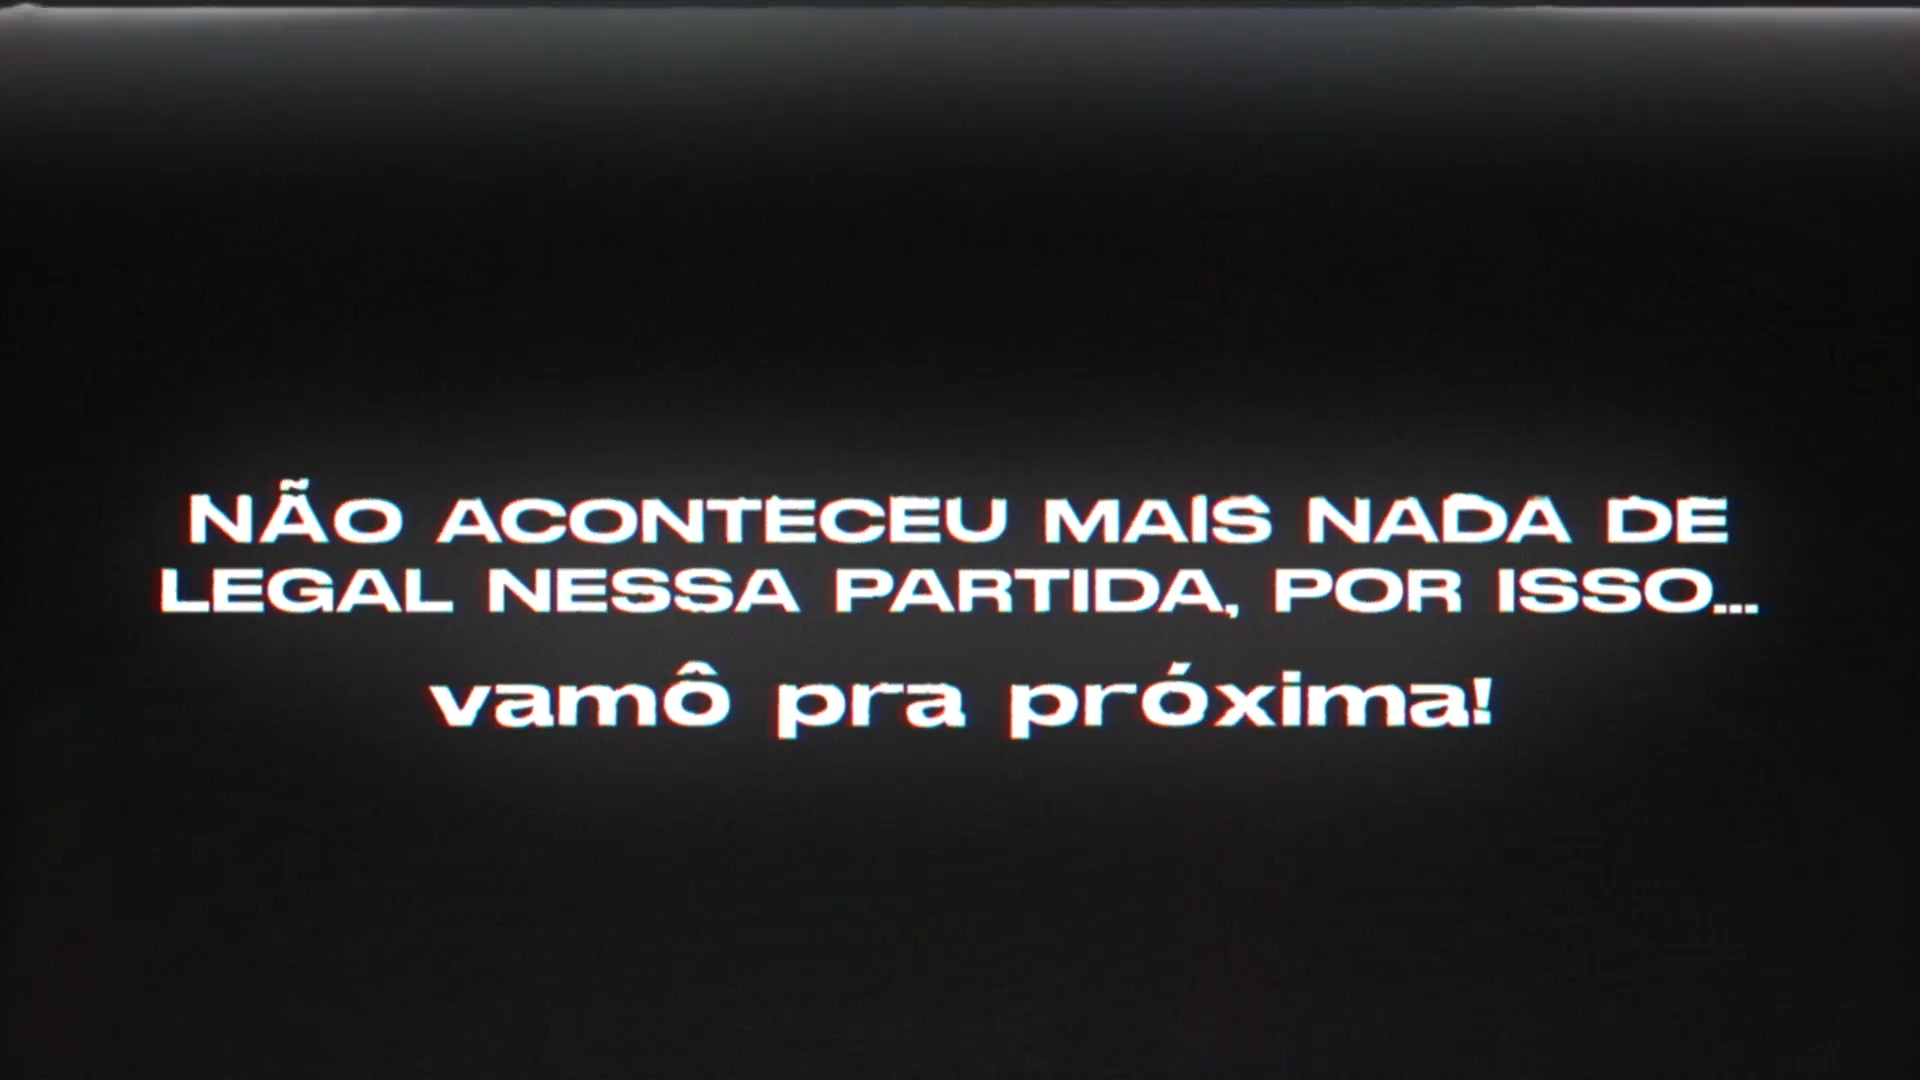 NÃO ACONTECEU MAIS NADA DE
LEGAL NESSA PARTIDA, POR ISSO...
vamô pra próxima!